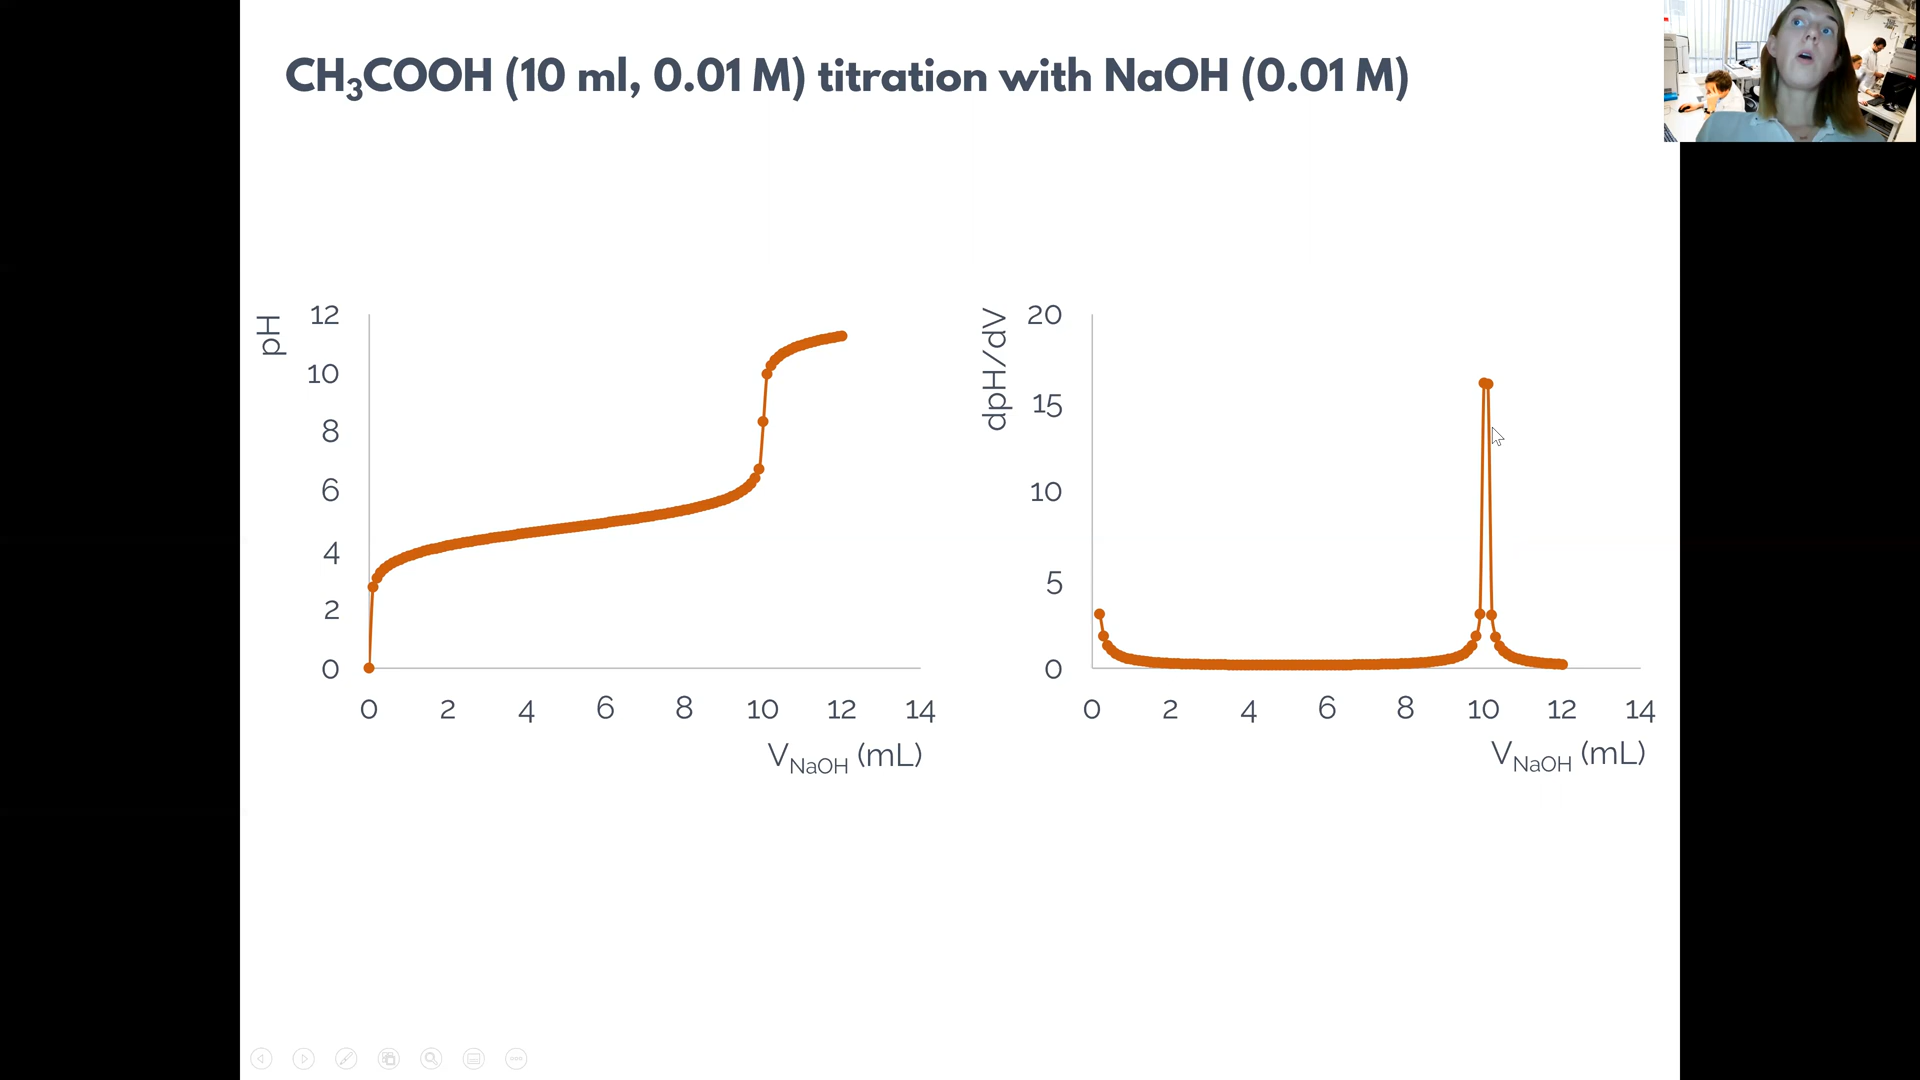 CH₃COOH (10 ml, 0.01 M) titration with NaOH (0.01 M)
pH
12
10
8
6
4
2
0
0 2 4 6 8 10 12 14
V_NaOH (mL)
dpH/dV
20
15
10
5
0
0 2 4 6 8 10 12 14
V_NaOH (mL)